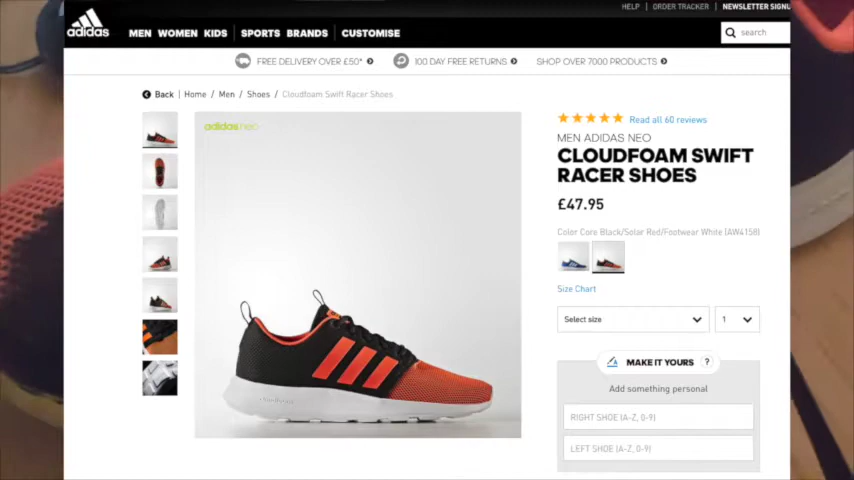 HELP | ORDER TRACKER | NEWSLETTER SIGNU
adidas MEN WOMEN KIDS SPORTS BRANDS CUSTOMISE search
FREE DELIVERY OVER £50* 100 DAY FREE RETURNS SHOP OVER 7000 PRODUCTS
Back | Home / Men / Shoes / Cloudfoam Swift Racer Shoes
adidas neo
Read all 60 reviews
MEN ADIDAS NEO
CLOUDFOAM SWIFT
RACER SHOES
£47.95
Color Core Black/Solar Red/Footwear White (AW4158)
Size Chart
Select size 1
MAKE IT YOURS ?
Add something personal
RIGHT SHOE (A-Z, 0-9)
LEFT SHOE (A-Z, 0-9)